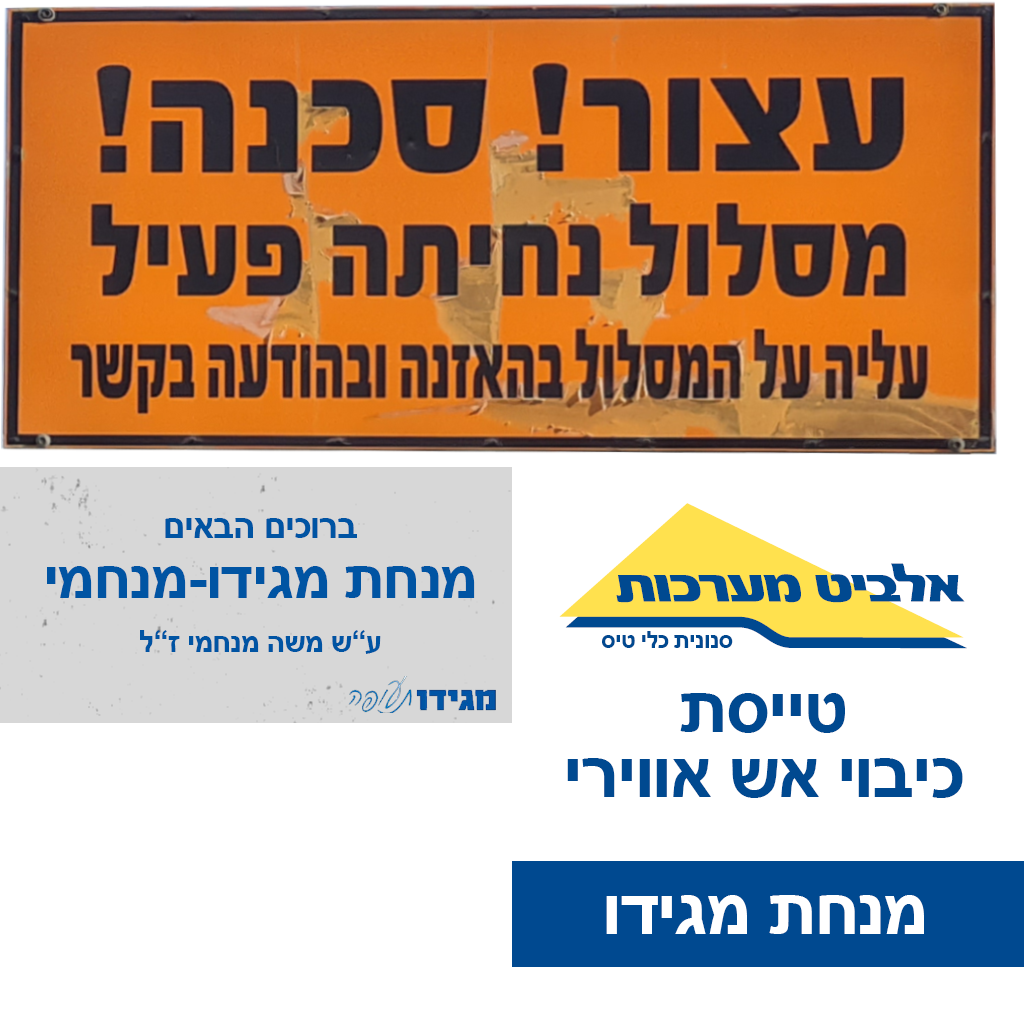 עצור! סכנה!
מסלול נחיתה פעיל
עליה על המסלול בהאזנה ובהודעה בקשר
ברוכים הבאים
מנחת מגידו-מנחמי
ע״ש משה מנחמי ז״ל
מגידו תעופה
אלביט מערכות
סנונית כלי טיס
טייסת
כיבוי אש אווירי
מנחת מגידו